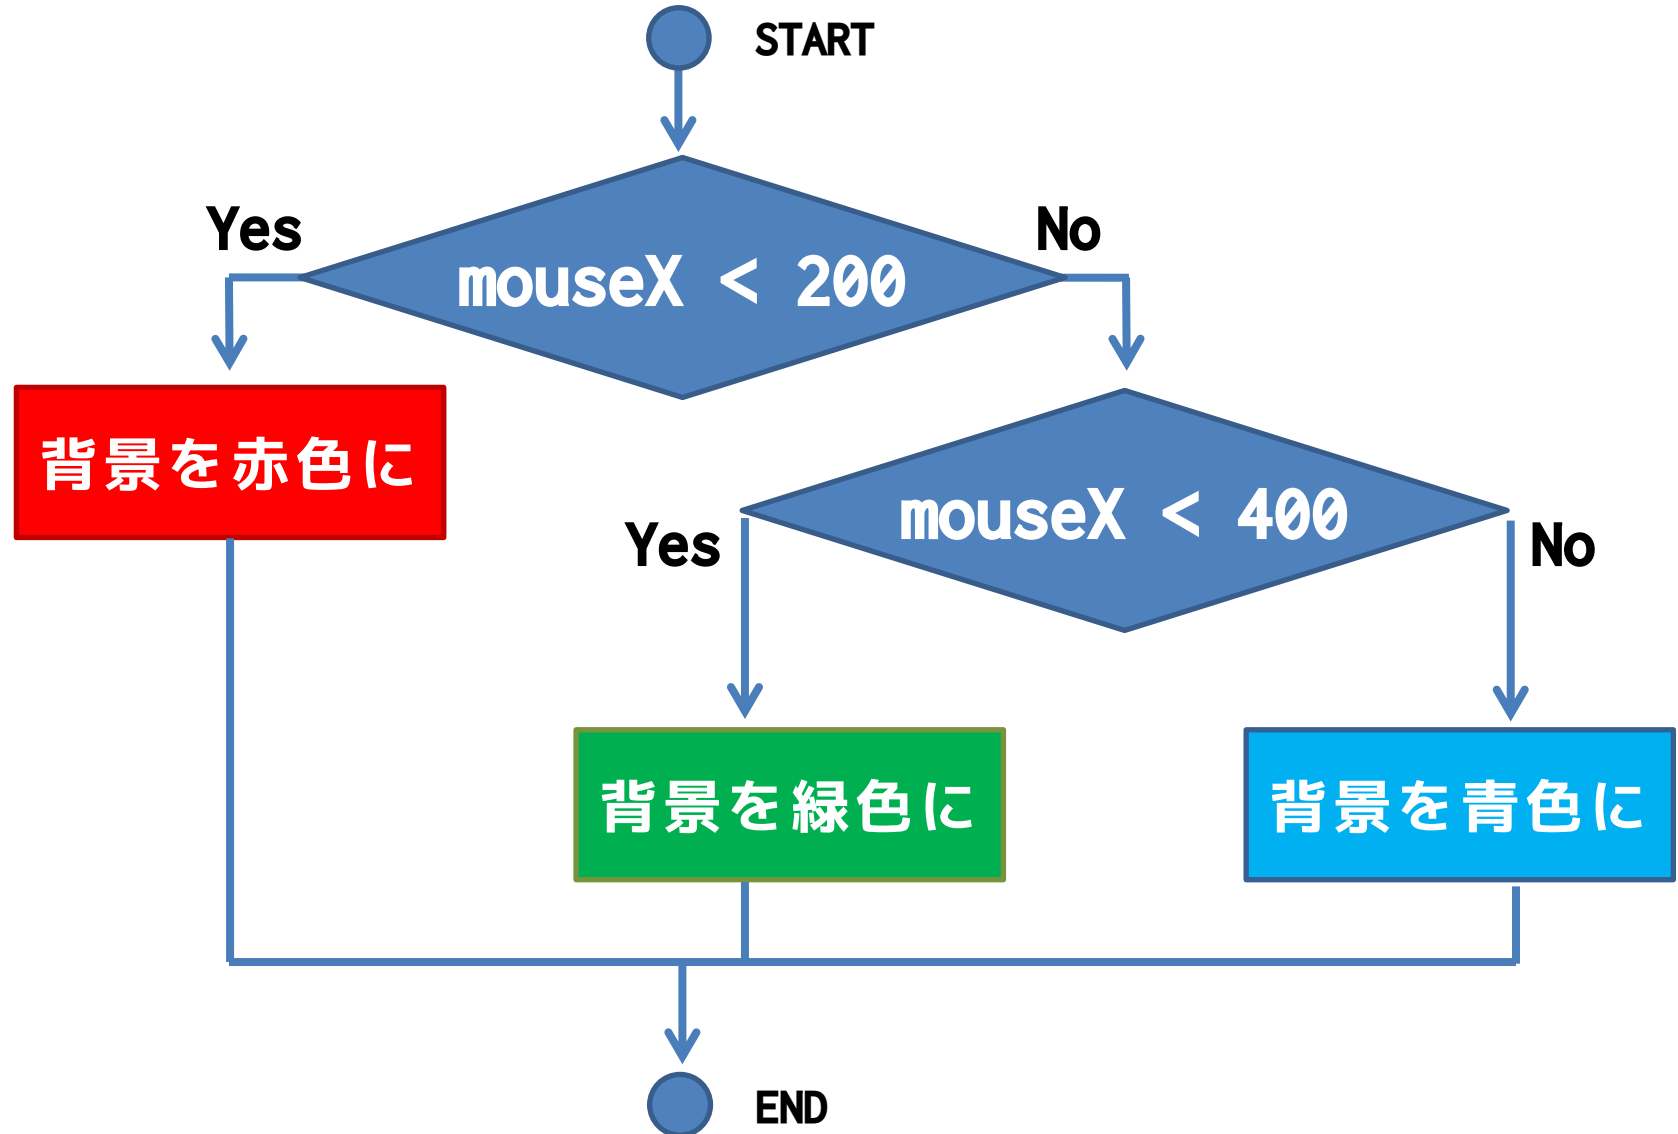 START
Yes
No
mouseX < 200
背景を赤色に
mouseX < 400
Yes
No
背景を緑色に
背景を青色に
END